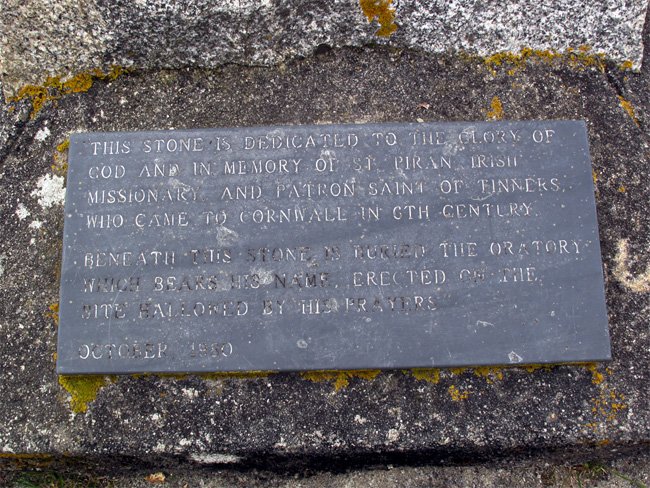 THIS STONE IS DEDICATED TO THE GLORY OF
GOD AND IN MEMORY OF ST. PIRAN, IRISH
MISSIONARY, AND PATRON SAINT OF TINNERS,
WHO CAME TO CORNWALL IN 6TH CENTURY.
BENEATH THIS STONE IS BURIED THE ORATORY
WHICH BEARS HIS NAME, ERECTED ON THE
SITE HALLOWED BY HIS PRAYERS
OCTOBER, 1980